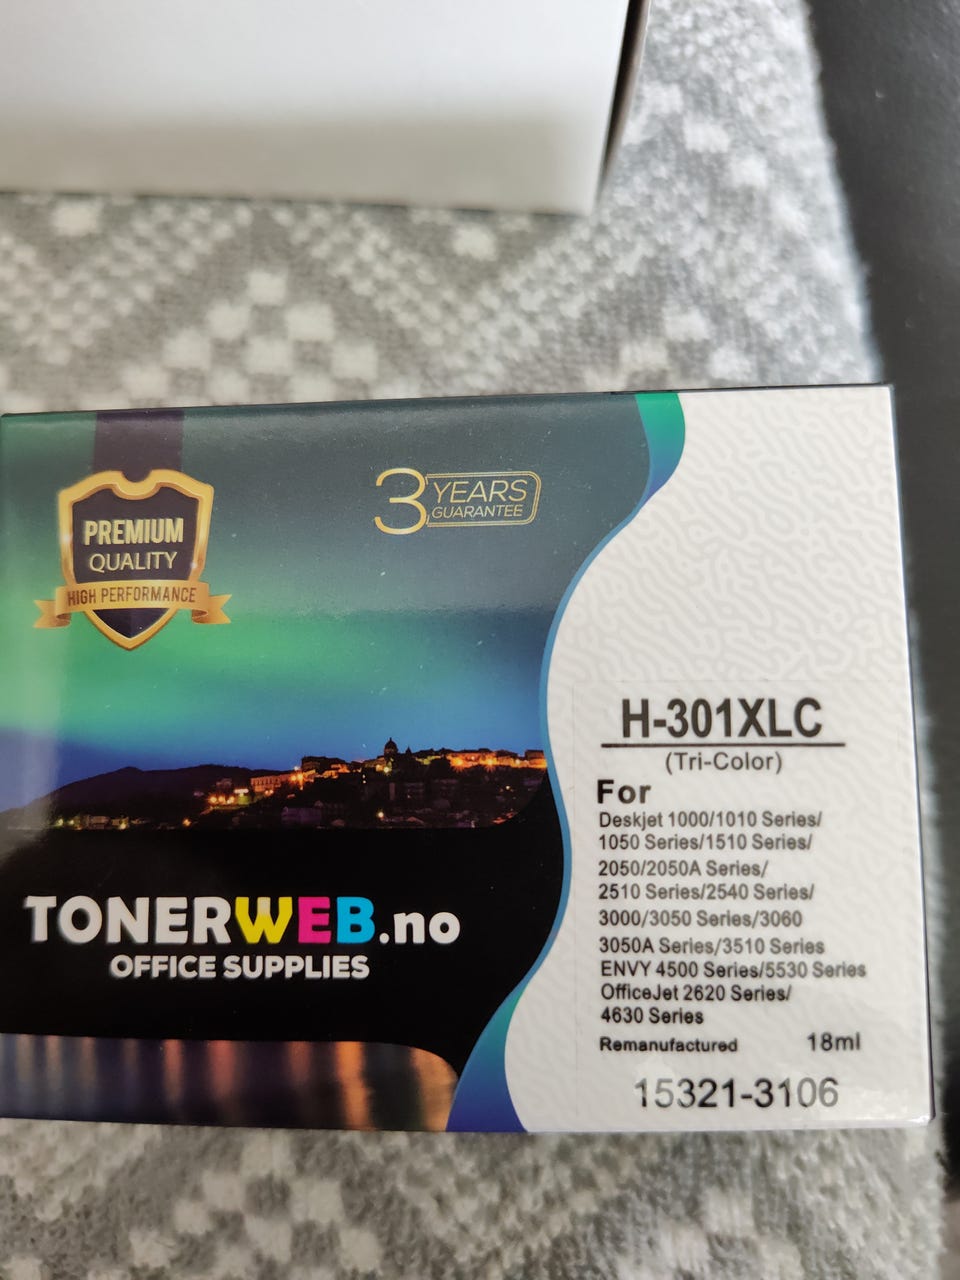 PREMIUM
QUALITY
HIGH PERFORMANCE
3 YEARS
GUARANTEE
H-301XLC
(Tri-Color)
For
Deskjet 1000/1010 Series/
1050 Series/1510 Series/
2050/2050A Series/
2510 Series/2540 Series/
3000/3050 Series/3060
3050A Series/3510 Series
ENVY 4500 Series/5530 Series
OfficeJet 2620 Series/
4630 Series
Remanufactured 18ml
15321-3106
TONERWEB.no
OFFICE SUPPLIES